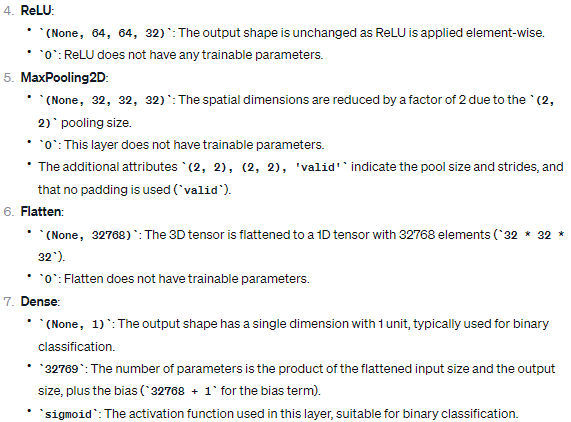 4. ReLU:
• `(None, 64, 64, 32)`: The output shape is unchanged as ReLU is applied element-wise.
• `0`: ReLU does not have any trainable parameters.
5. MaxPooling2D:
• `(None, 32, 32, 32)`: The spatial dimensions are reduced by a factor of 2 due to the `(2,
2)` pooling size.
• `0`: This layer does not have trainable parameters.
• The additional attributes `(2, 2), (2, 2), 'valid'` indicate the pool size and strides, and
that no padding is used (`valid`).
6. Flatten:
• `(None, 32768)`: The 3D tensor is flattened to a 1D tensor with 32768 elements (`32 * 32 *
32`).
• `0`: Flatten does not have trainable parameters.
7. Dense:
• `(None, 1)`: The output shape has a single dimension with 1 unit, typically used for binary
classification.
• `32769`: The number of parameters is the product of the flattened input size and the output
size, plus the bias (`32768 + 1` for the bias term).
• `sigmoid`: The activation function used in this layer, suitable for binary classification.